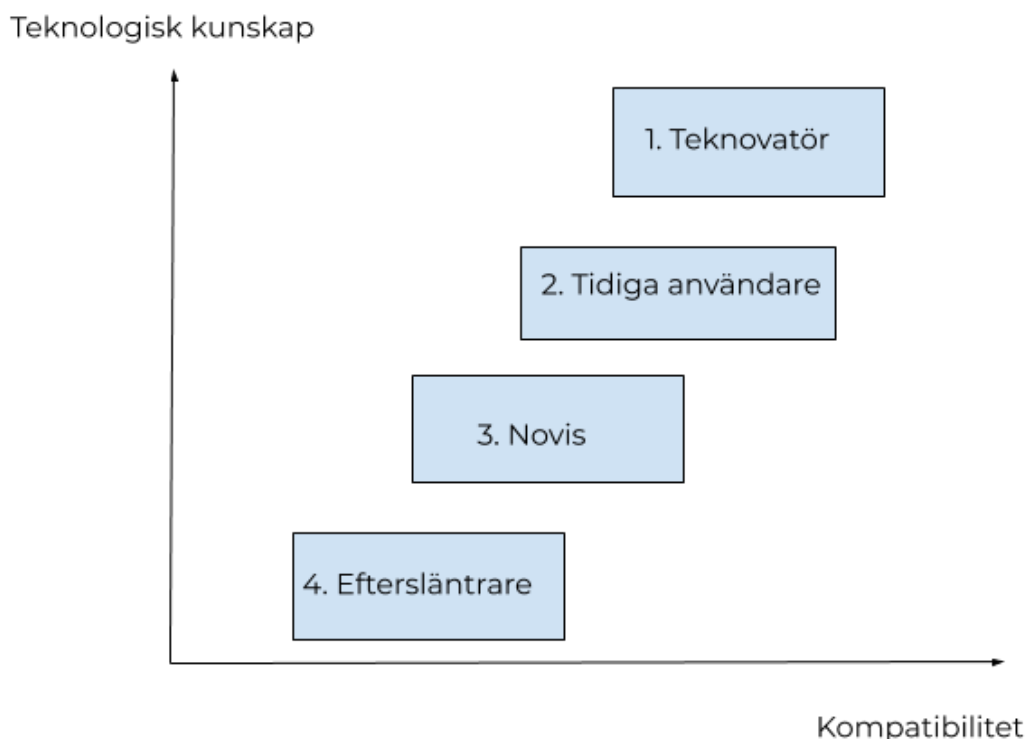 Teknologisk kunskap
1. Teknovatör
2. Tidiga användare
3. Novis
4. Eftersläntrare
Kompatibilitet